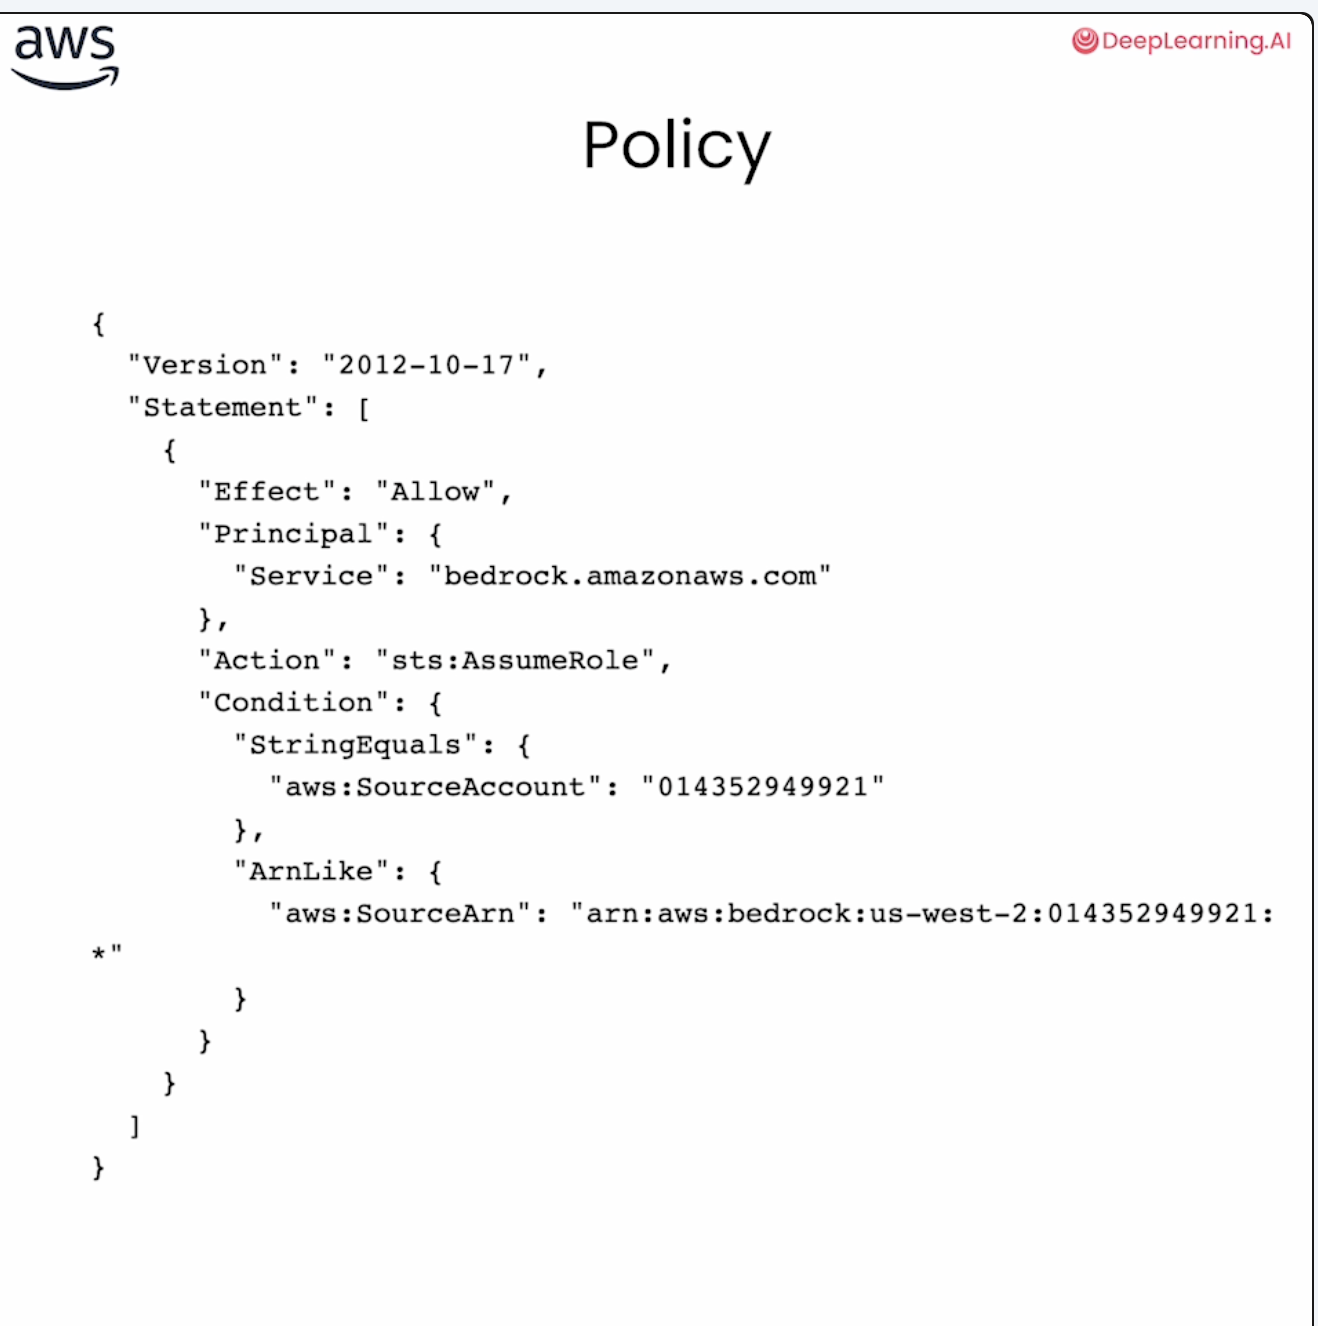 aws
DeepLearning.AI
Policy
{
  "Version": "2012-10-17",
  "Statement": [
    {
      "Effect": "Allow",
      "Principal": {
        "Service": "bedrock.amazonaws.com"
      },
      "Action": "sts:AssumeRole",
      "Condition": {
        "StringEquals": {
          "aws:SourceAccount": "014352949921"
        },
        "ArnLike": {
          "aws:SourceArn": "arn:aws:bedrock:us-west-2:014352949921:
*"
        }
      }
    }
  ]
}